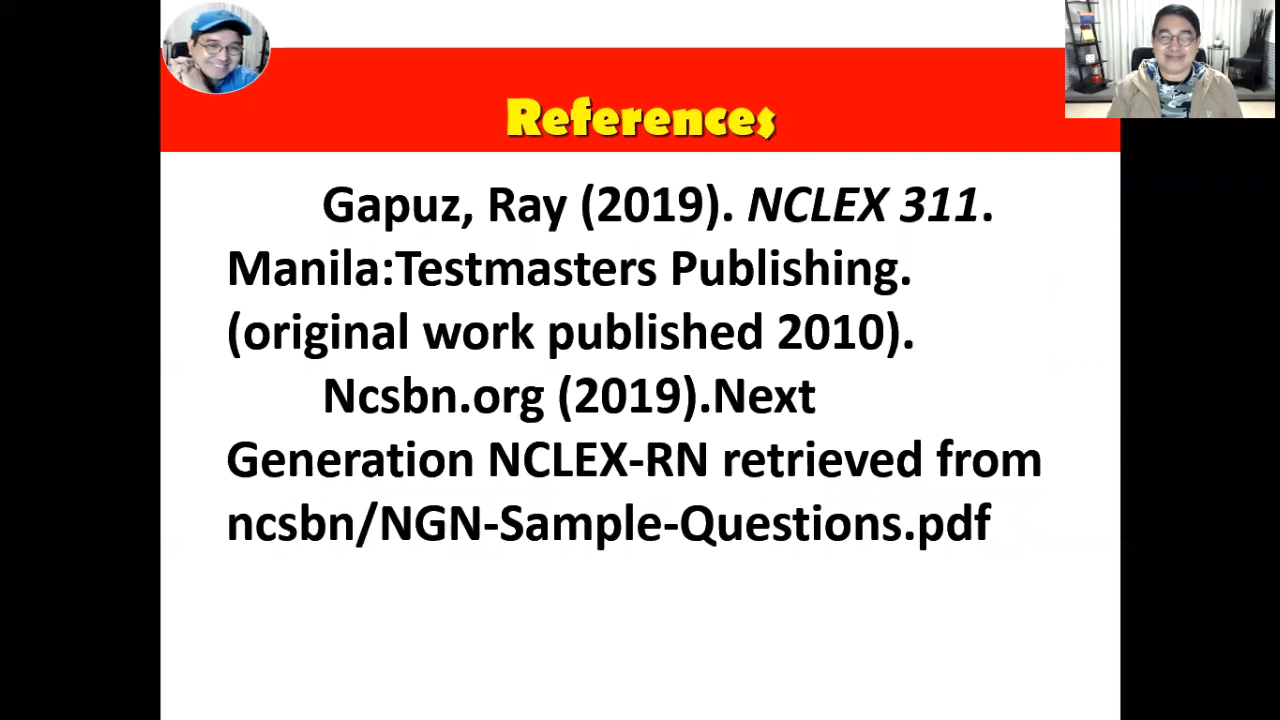 References
Gapuz, Ray (2019). NCLEX 311.
Manila:Testmasters Publishing.
(original work published 2010).
Ncsbn.org (2019).Next
Generation NCLEX-RN retrieved from
ncsbn/NGN-Sample-Questions.pdf